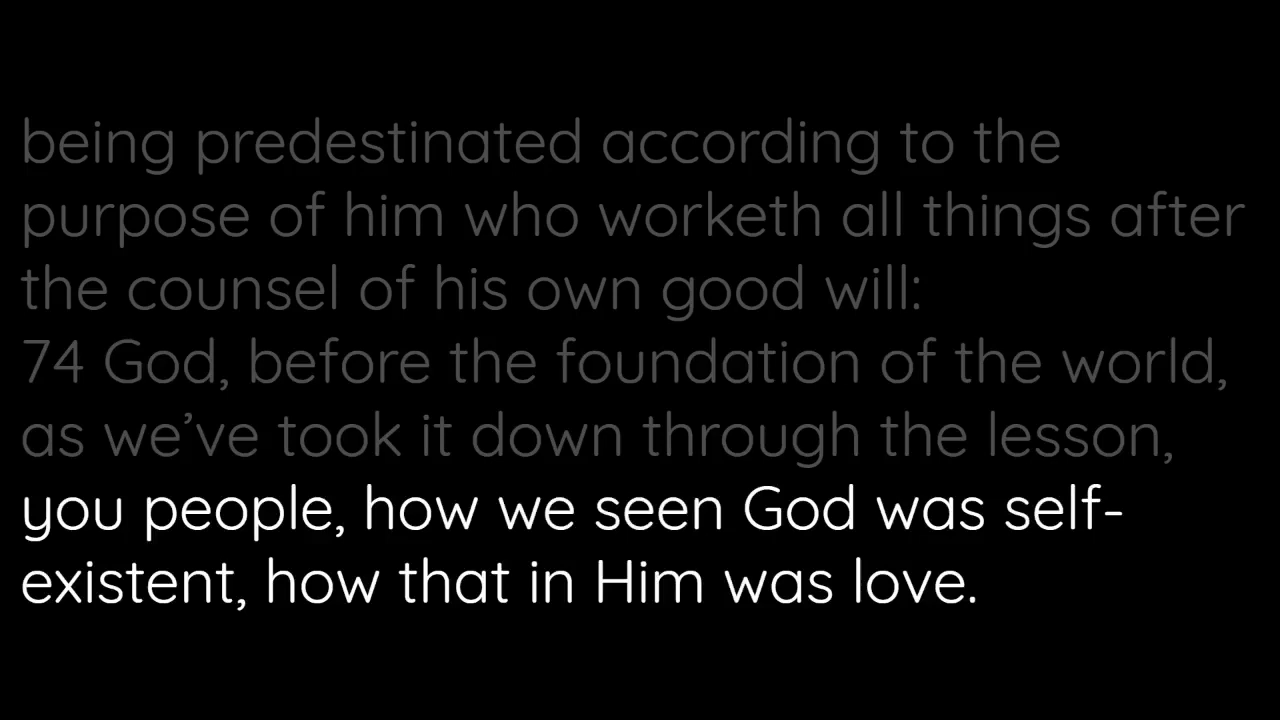 being predestinated according to the
purpose of him who worketh all things after
the counsel of his own good will:
74 God, before the foundation of the world,
as we’ve took it down through the lesson,
you people, how we seen God was self-
existent, how that in Him was love.